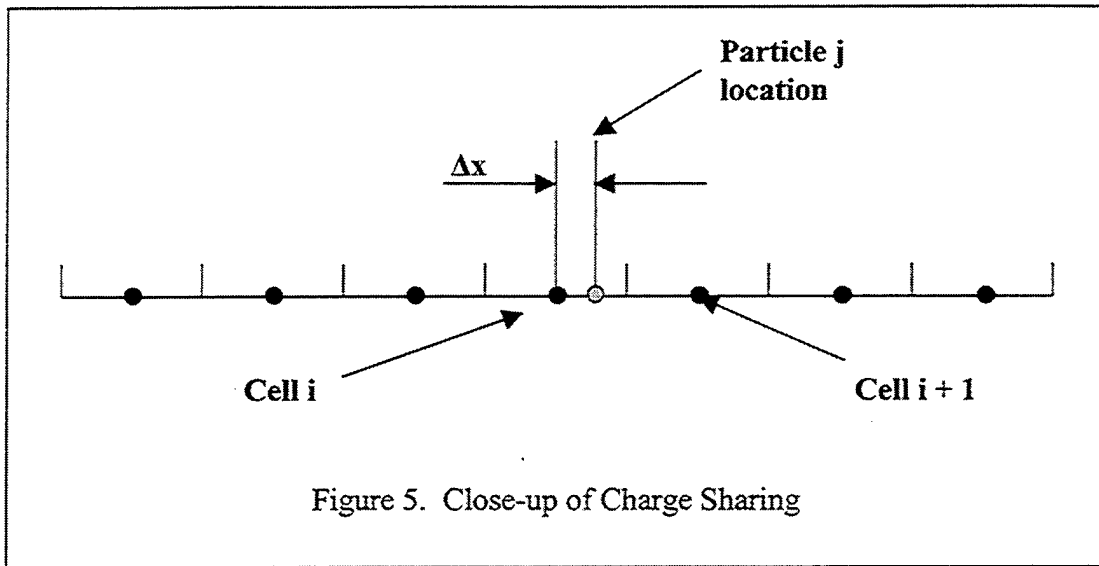 Particle j
location
Δx
Cell i
Cell i + 1
Figure 5. Close-up of Charge Sharing